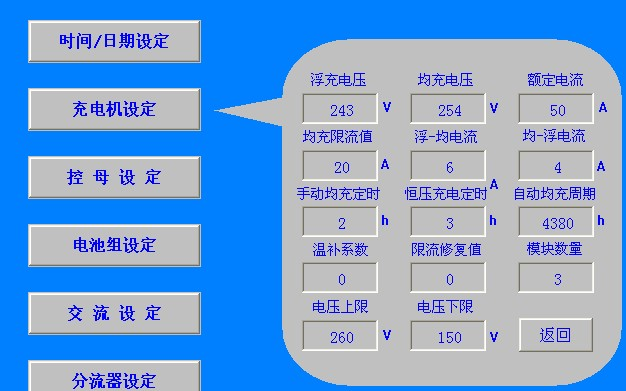 时间/日期设定
充电机设定
控 母 设 定
电池组设定
交 流 设 定
分流器设定
浮充电压 均充电压 额定电流
243 V 254 V 50 A
均充限流值 浮-均电流 均-浮电流
20 A 6 A 4 A
手动均充定时 恒压充电定时 自动均充周期
2 h 3 h 4380 h
温补系数 限流修复值 模块数量
0 0 3
电压上限 电压下限
260 V 150 V 返回